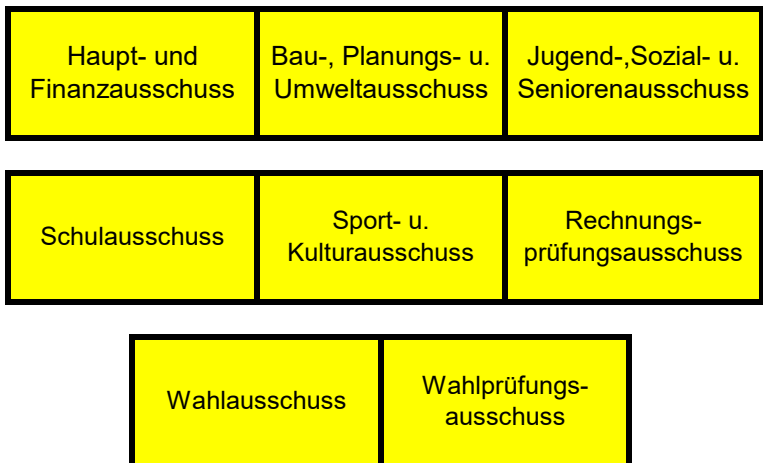 Haupt- und
Finanzausschuss
Bau-, Planungs- u.
Umweltausschuss
Jugend-,Sozial- u.
Seniorenausschuss
Schulausschuss
Sport- u.
Kulturausschuss
Rechnungs-
prüfungsausschuss
Wahlausschuss
Wahlprüfungs-
ausschuss